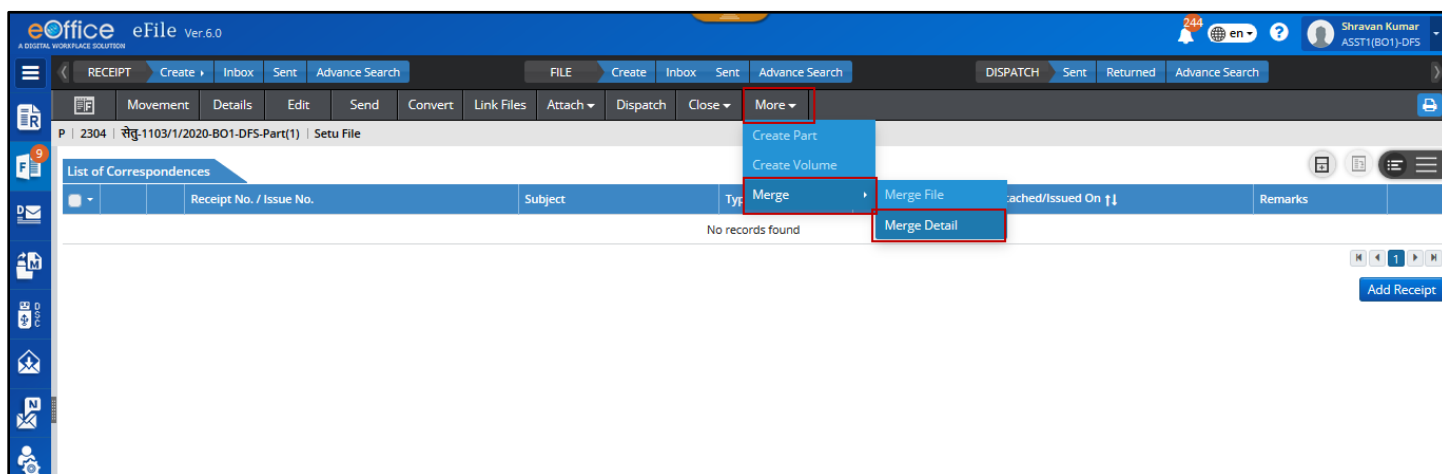 eOffice eFile Ver.6.0 244 en ? Shravan Kumar
A DIGITAL WORKPLACE SOLUTION ASST1(BO1)-DFS
RECEIPT Create Inbox Sent Advance Search FILE Create Inbox Sent Advance Search DISPATCH Sent Returned Advance Search
Movement Details Edit Send Convert Link Files Attach Dispatch Close More
P | 2304 | सेतु-1103/1/2020-BO1-DFS-Part(1) | Setu File
Create Part
9
Create Volume
List of Correspondences
Merge Merge File
Receipt No. / Issue No. Subject Typ tached/Issued On Remarks
Merge Detail
No records found
1
Add Receipt
R
F
D
M
DSC
N